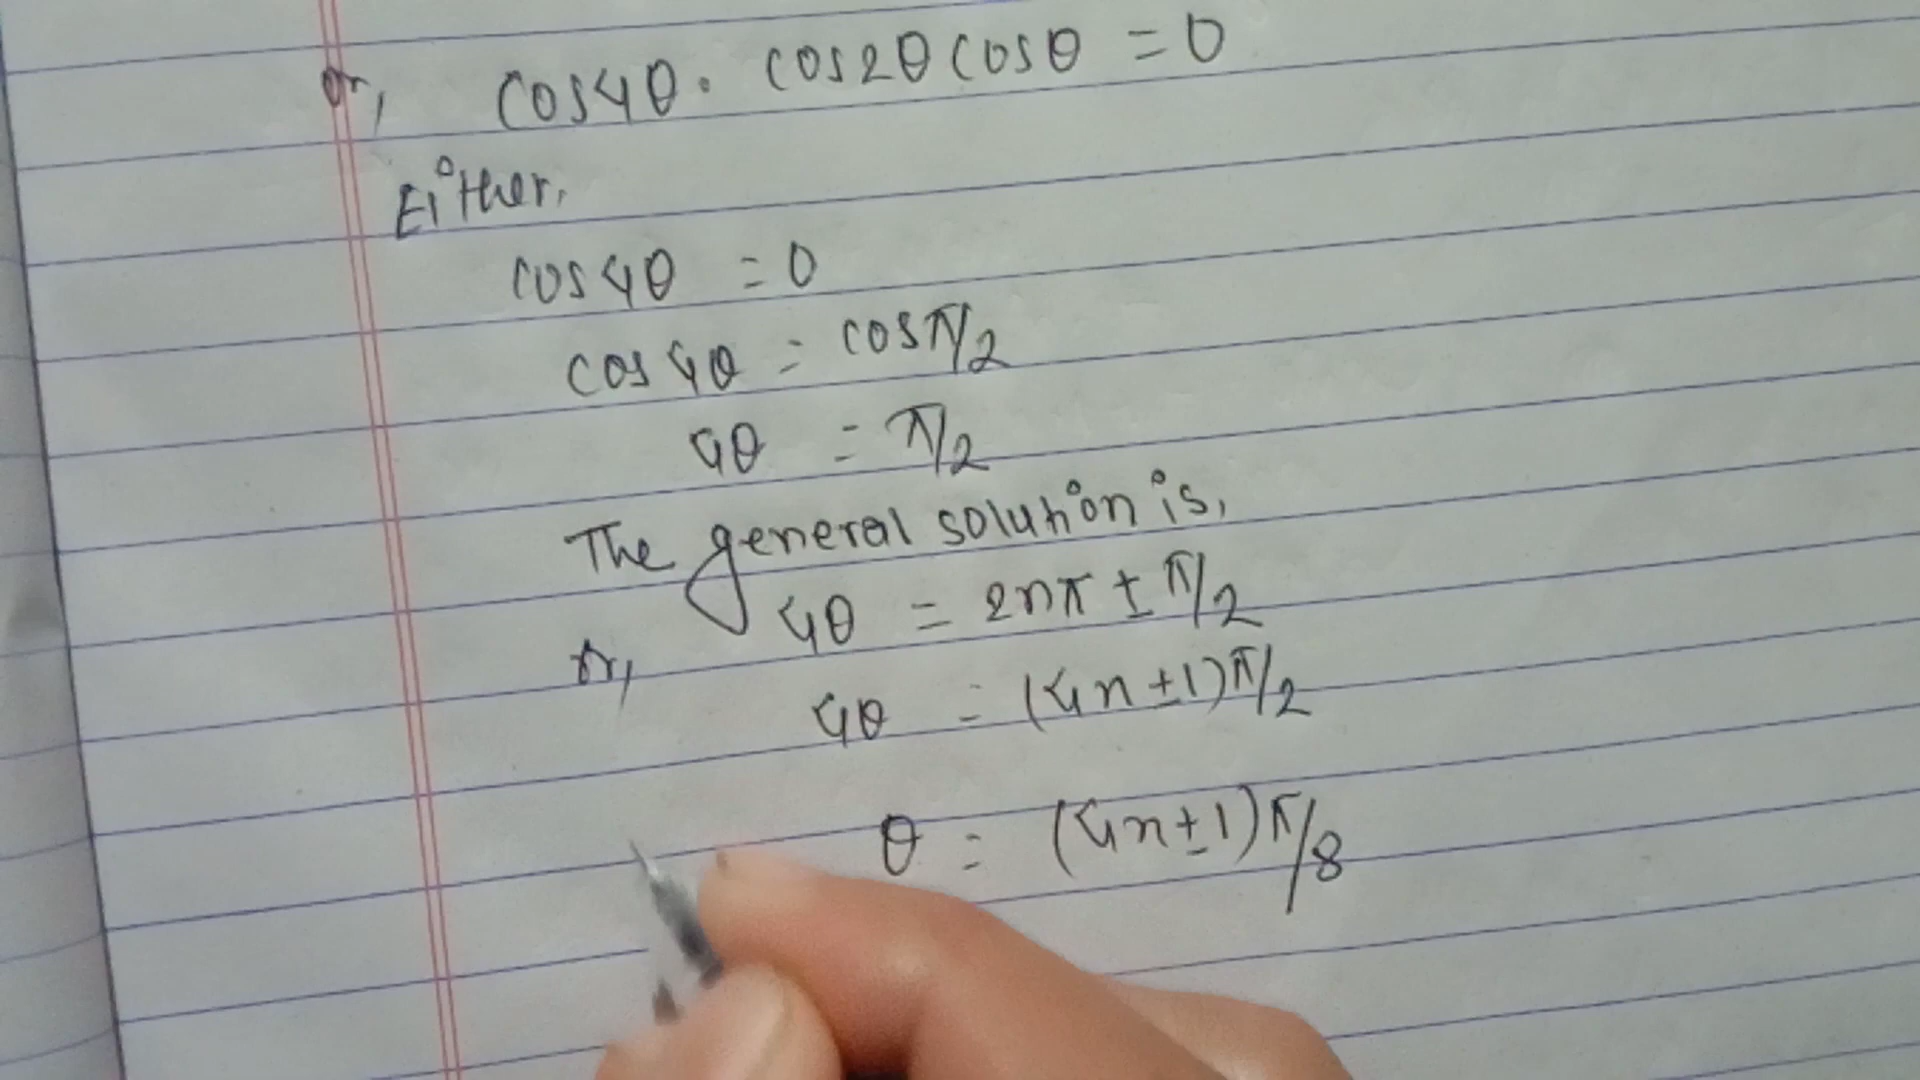 or, cos4θ. cos2θ cosθ = 0
Either,
cos4θ = 0
cos4θ = cosπ/2
4θ = π/2
The general solution is,
4θ = 2nπ ± π/2
or,
4θ = (4n±1)π/2
θ = (4n±1)π/8